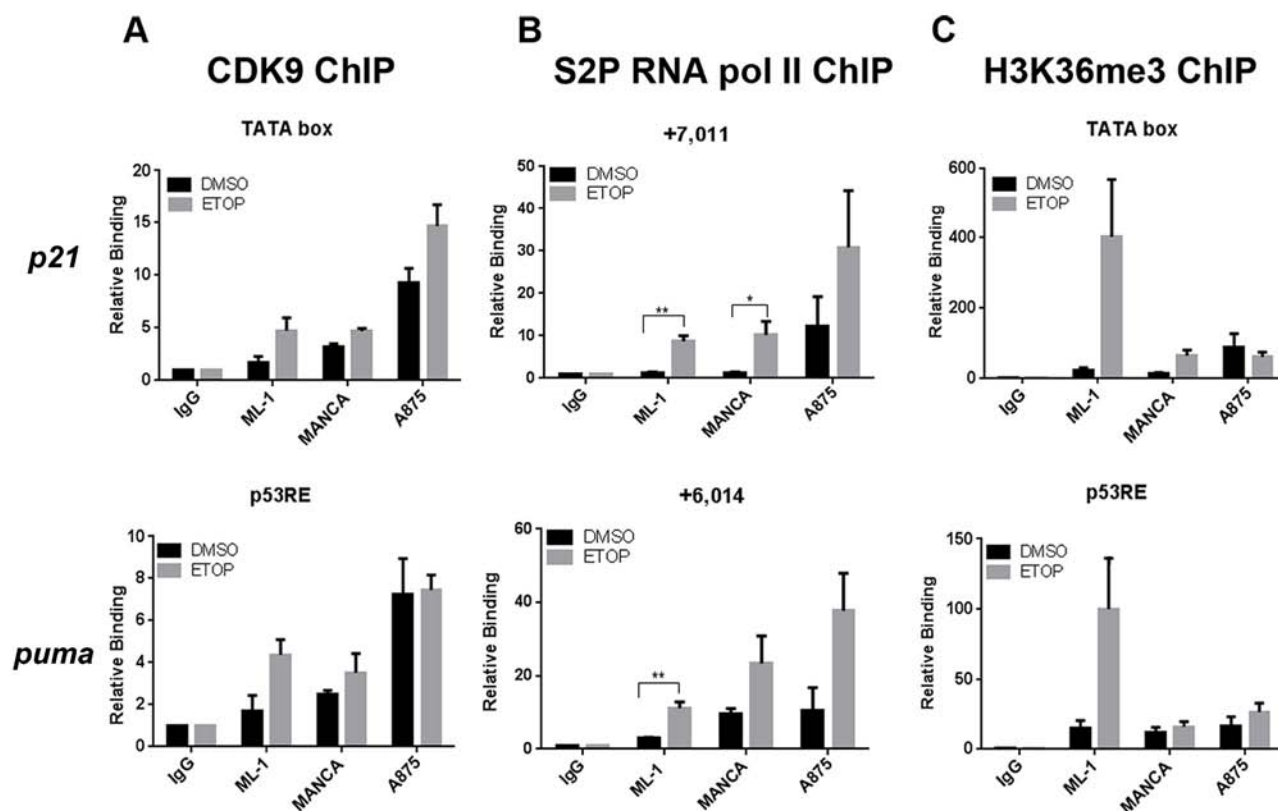 A
CDK9 ChIP
B
S2P RNA pol II ChIP
C
H3K36me3 ChIP
p21
TATA box
Relative Binding
20
15
10
5
0
DMSO
ETOP
IgG
ML-1
MANCA
A875
+7,011
Relative Binding
50
40
30
20
10
0
DMSO
ETOP
**
*
IgG
ML-1
MANCA
A875
TATA box
Relative Binding
600
400
200
0
DMSO
ETOP
IgG
ML-1
MANCA
A875
puma
p53RE
Relative Binding
10
8
6
4
2
0
DMSO
ETOP
IgG
ML-1
MANCA
A875
+6,014
Relative Binding
60
40
20
0
DMSO
ETOP
**
IgG
ML-1
MANCA
A875
p53RE
Relative Binding
150
100
50
0
DMSO
ETOP
IgG
ML-1
MANCA
A875